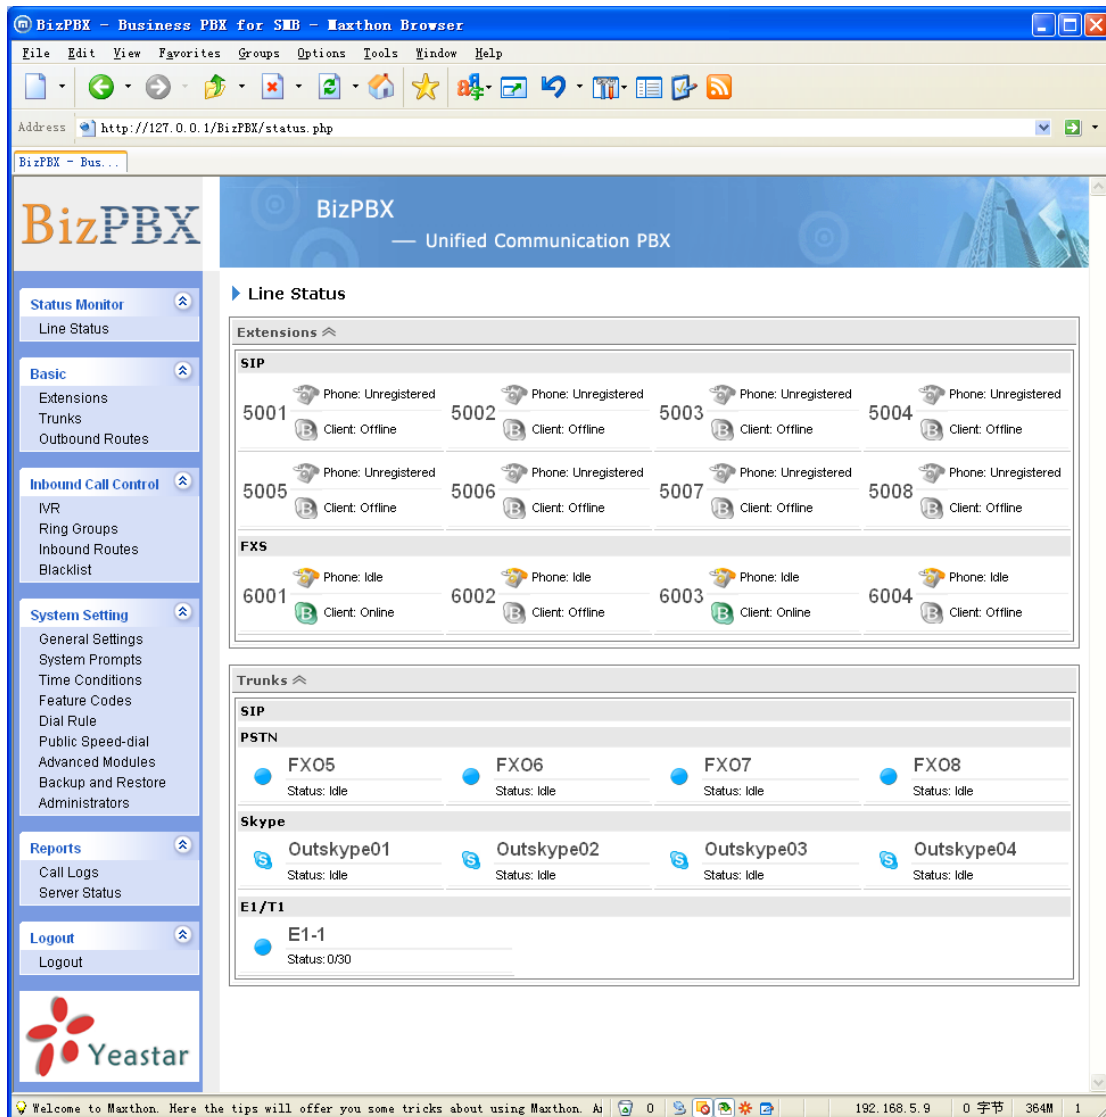 BizPBX - Business PBX for SMB - Maxthon Browser
File Edit View Favorites Groups Options Tools Window Help
Address http://127.0.0.1/BizPBX/status.php
BizPBX - Bus...
BizPBX
BizPBX
— Unified Communication PBX
Status Monitor
Line Status
Basic
Extensions
Trunks
Outbound Routes
Inbound Call Control
IVR
Ring Groups
Inbound Routes
Blacklist
System Setting
General Settings
System Prompts
Time Conditions
Feature Codes
Dial Rule
Public Speed-dial
Advanced Modules
Backup and Restore
Administrators
Reports
Call Logs
Server Status
Logout
Logout
Yeastar
Line Status
Extensions
SIP
5001 Phone: Unregistered Client: Offline
5002 Phone: Unregistered Client: Offline
5003 Phone: Unregistered Client: Offline
5004 Phone: Unregistered Client: Offline
5005 Phone: Unregistered Client: Offline
5006 Phone: Unregistered Client: Offline
5007 Phone: Unregistered Client: Offline
5008 Phone: Unregistered Client: Offline
FXS
6001 Phone: Idle Client: Online
6002 Phone: Idle Client: Offline
6003 Phone: Idle Client: Online
6004 Phone: Idle Client: Offline
Trunks
SIP
PSTN
FXO5 FXO6 FXO7 FXO8
Status: Idle Status: Idle Status: Idle Status: Idle
Skype
Outskype01 Outskype02 Outskype03 Outskype04
Status: Idle Status: Idle Status: Idle Status: Idle
E1/T1
E1-1
Status: 0/30
Welcome to Maxthon. Here the tips will offer you some tricks about using Maxthon. 0 192.168.5.9 0 字节 364M 1